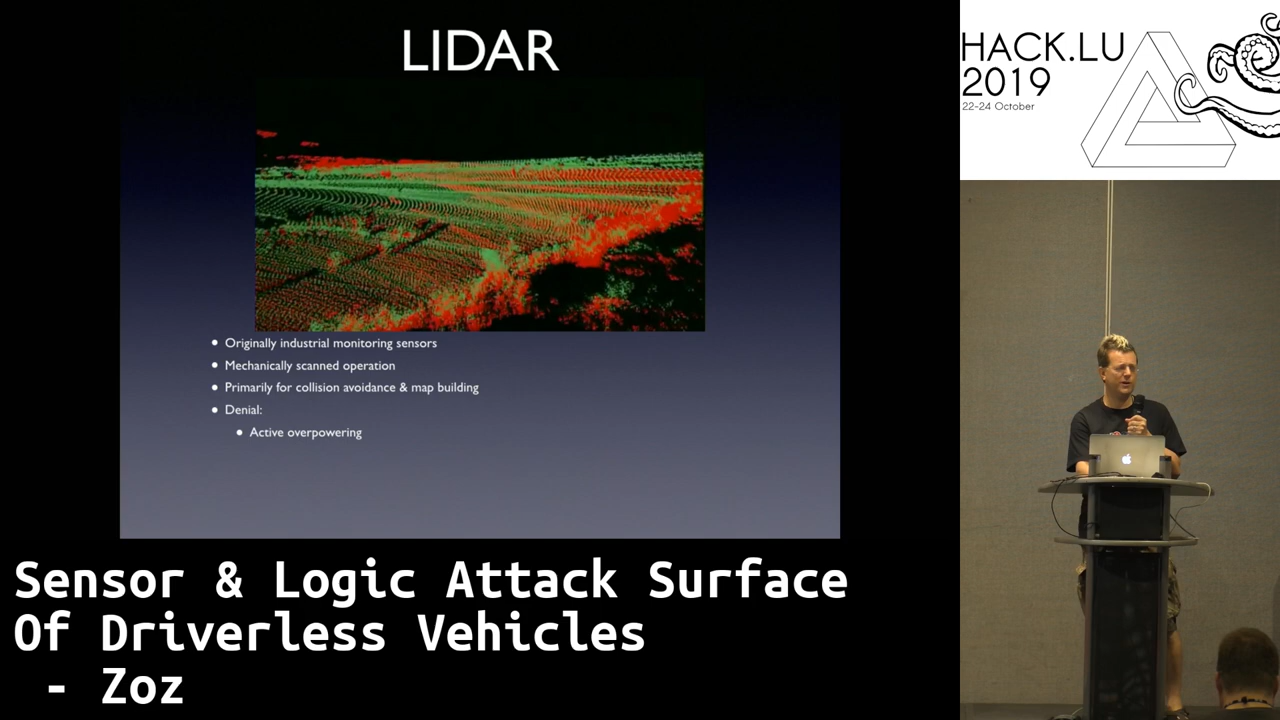 LIDAR
Originally industrial monitoring sensors
Mechanically scanned operation
Primarily for collision avoidance & map building
Denial:
Active overpowering
HACK.LU
2019
22-24 October
Sensor & Logic Attack Surface
Of Driverless Vehicles
- Zoz